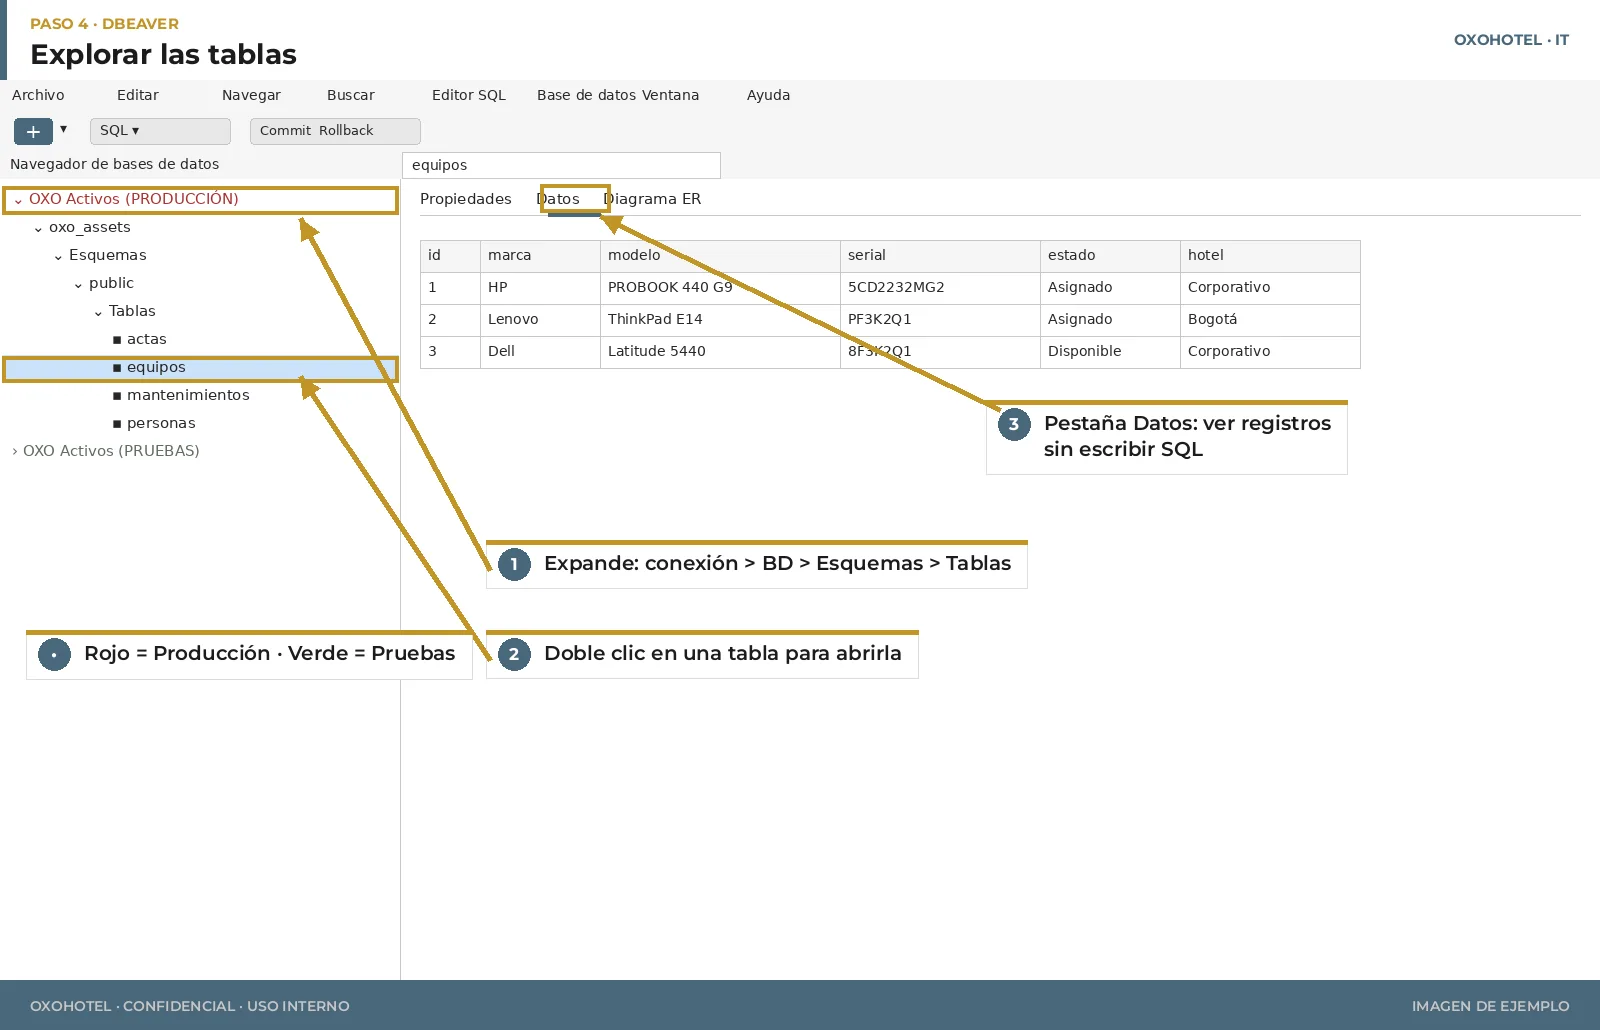 PASO 4 · DBEAVER
Explorar las tablas
OXOHOTEL · IT
Archivo Editar Navegar Buscar Editor SQL Base de datos Ventana Ayuda
+ ▾ SQL ▾ Commit Rollback
Navegador de bases de datos
equipos
⌄ OXO Activos (PRODUCCIÓN)
⌄ oxo_assets
⌄ Esquemas
⌄ public
⌄ Tablas
■ actas
■ equipos
■ mantenimientos
■ personas
› OXO Activos (PRUEBAS)
Propiedades Datos Diagrama ER
id marca modelo serial estado hotel
1 HP PROBOOK 440 G9 5CD2232MG2 Asignado Corporativo
2 Lenovo ThinkPad E14 PF3K2Q1 Asignado Bogotá
3 Dell Latitude 5440 8F3K2Q1 Disponible Corporativo
3 Pestaña Datos: ver registros
sin escribir SQL
1 Expande: conexión > BD > Esquemas > Tablas
· Rojo = Producción · Verde = Pruebas
2 Doble clic en una tabla para abrirla
OXOHOTEL · CONFIDENCIAL · USO INTERNO
IMAGEN DE EJEMPLO